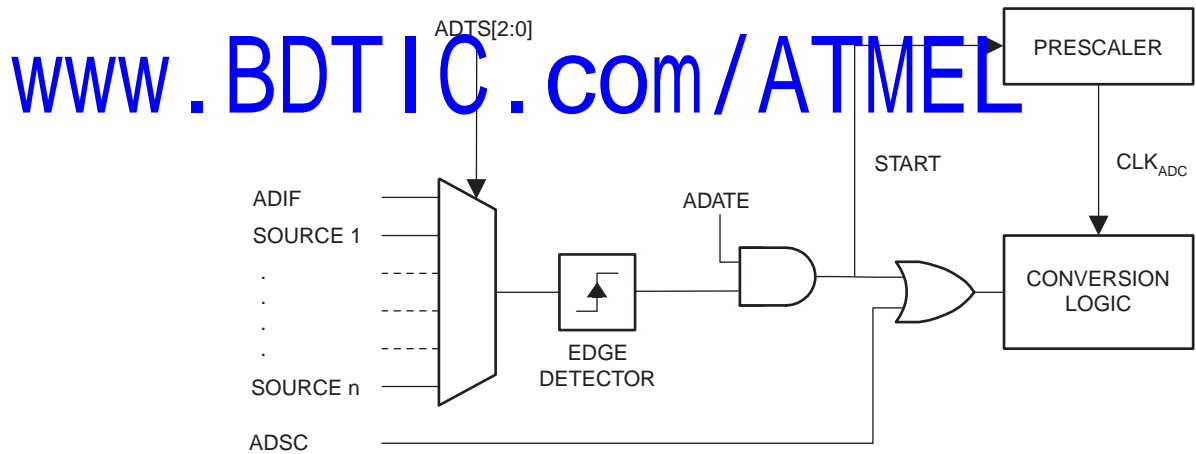 ADTS[2:0]
PRESCALER
www.BDTIC.com/ATMEL
START
CLKADC
ADIF
ADATE
SOURCE 1
.
.
.
.
CONVERSION
LOGIC
EDGE
DETECTOR
SOURCE n
ADSC